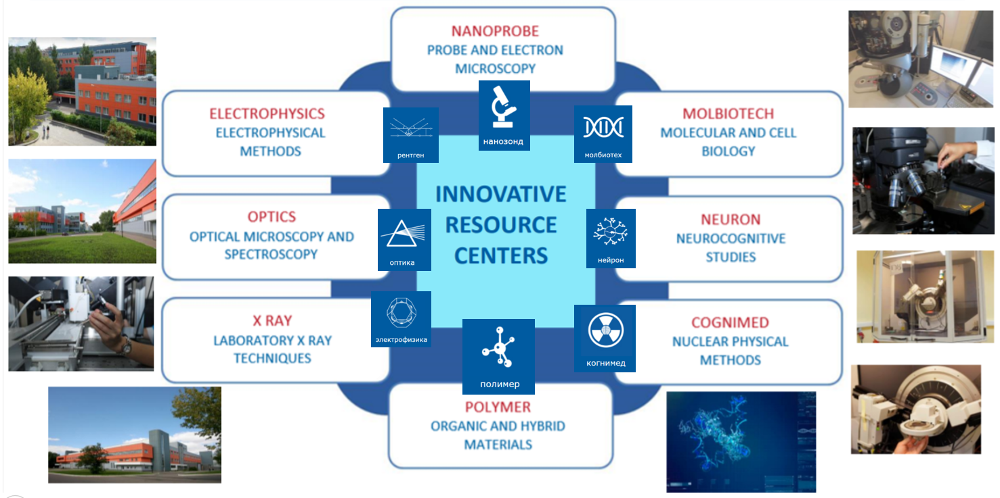 NANOPROBE
PROBE AND ELECTRON
MICROSCOPY
нанозонд
ELECTROPHYSICS
ELECTROPHYSICAL
METHODS
рентген
MOLBIOTECH
MOLECULAR AND CELL
BIOLOGY
молбиотех
INNOVATIVE
RESOURCE
CENTERS
OPTICS
OPTICAL MICROSCOPY AND
SPECTROSCOPY
оптика
NEURON
NEUROCOGNITIVE
STUDIES
нейрон
X RAY
LABORATORY X RAY
TECHNIQUES
электрофизика
COGNIMED
NUCLEAR PHYSICAL
METHODS
когнимед
полимер
POLYMER
ORGANIC AND HYBRID
MATERIALS